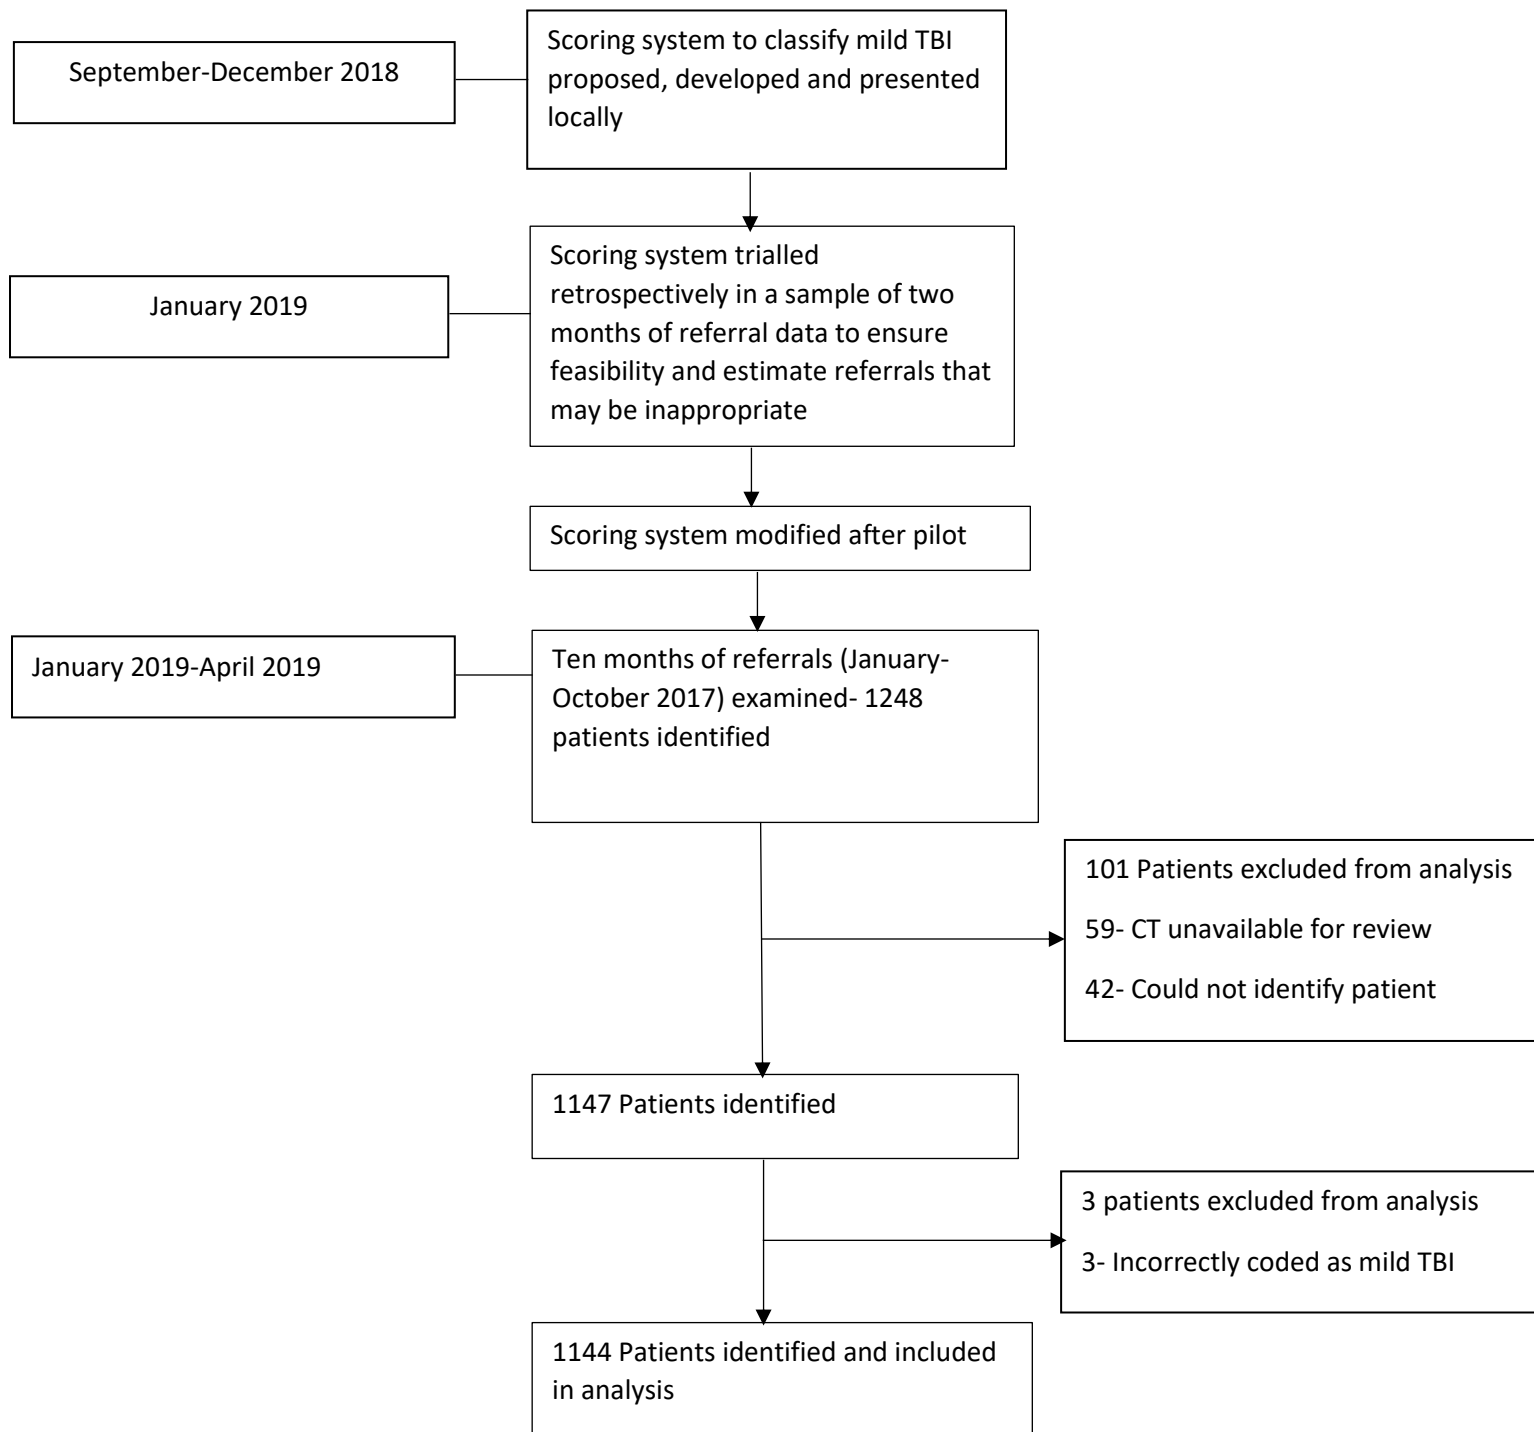 September-December 2018
Scoring system to classify mild TBI
proposed, developed and presented
locally
January 2019
Scoring system trialled
retrospectively in a sample of two
months of referral data to ensure
feasibility and estimate referrals that
may be inappropriate
Scoring system modified after pilot
January 2019-April 2019
Ten months of referrals (January-
October 2017) examined- 1248
patients identified
101 Patients excluded from analysis
59- CT unavailable for review
42- Could not identify patient
1147 Patients identified
3 patients excluded from analysis
3- Incorrectly coded as mild TBI
1144 Patients identified and included
in analysis